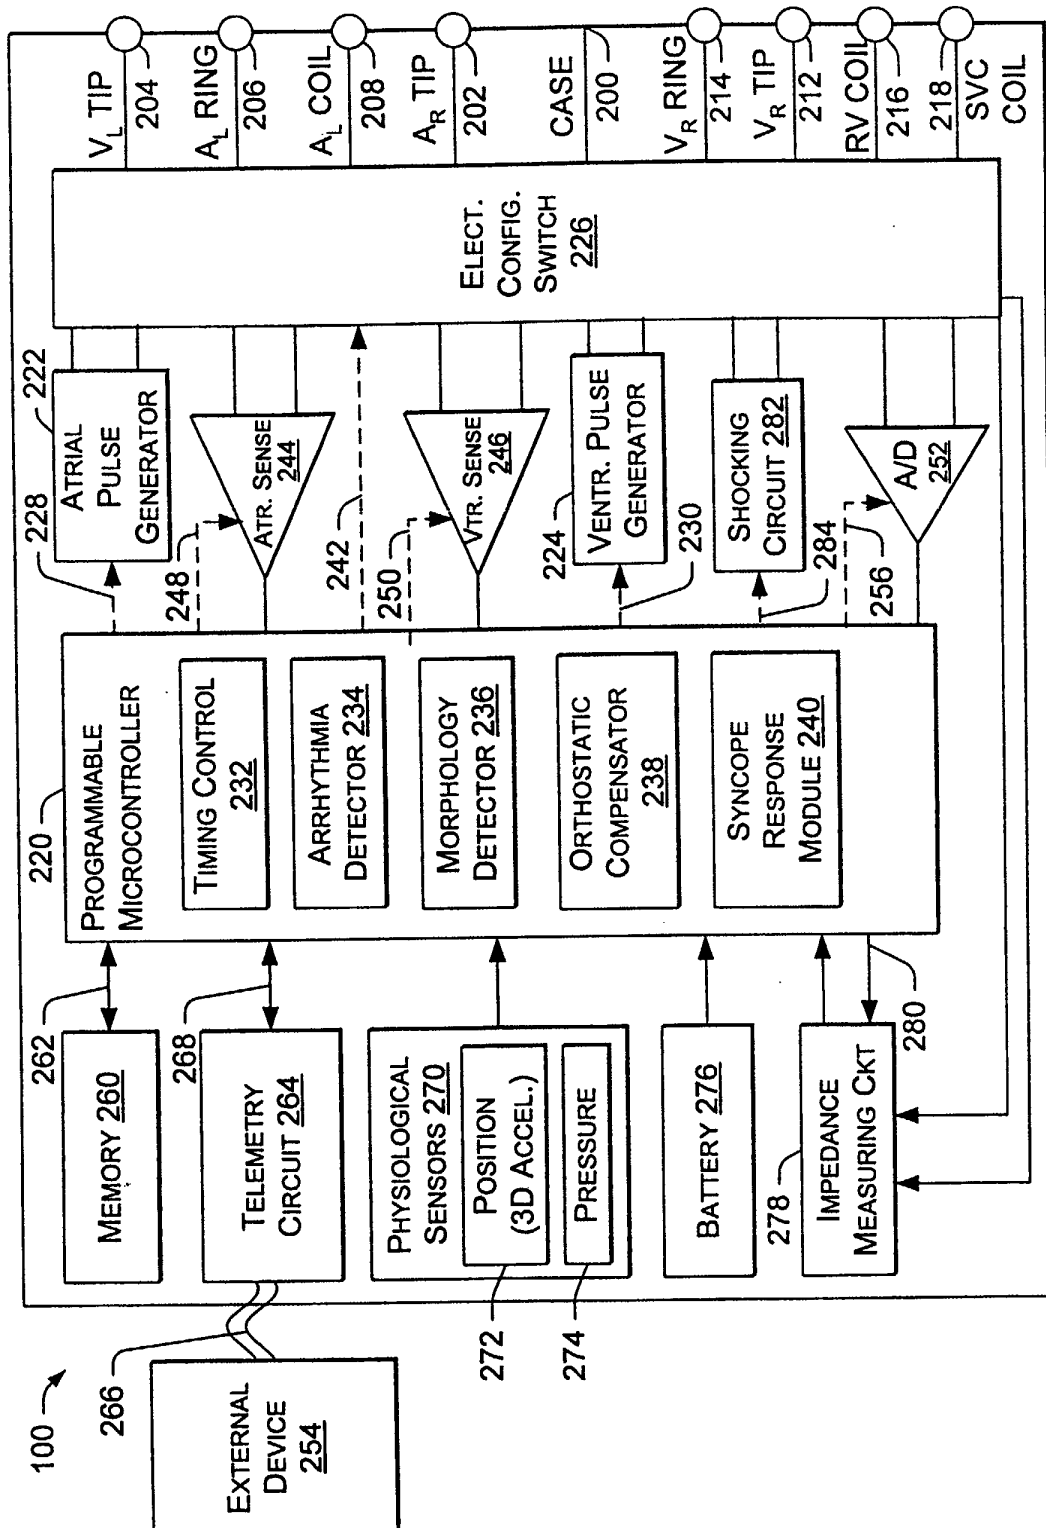 100
EXTERNAL
DEVICE
254
266
MEMORY 260
262
TELEMETRY
CIRCUIT 264
268
PHYSIOLOGICAL
SENSORS 270
POSITION
(3D ACCEL.)
PRESSURE
272
274
BATTERY 276
278
IMPEDANCE
MEASURING CKT
280
220
PROGRAMMABLE
MICROCONTROLLER
TIMING CONTROL
232
ARRHYTHMIA
DETECTOR 234
MORPHOLOGY
DETECTOR 236
ORTHOSTATIC
COMPENSATOR
238
SYNCOPE
RESPONSE
MODULE 240
228
222
ATRIAL
PULSE
GENERATOR
248
ATR. SENSE
244
242
250
VTR. SENSE
246
224
VENTR. PULSE
GENERATOR
230
SHOCKING
CIRCUIT 282
284
256
A/D
252
ELECT.
CONFIG.
SWITCH
226
VL TIP
204
AL RING
206
AL COIL
208
AR TIP
202
CASE
200
VR RING
214
VR TIP
212
RV COIL
216
218
SVC
COIL